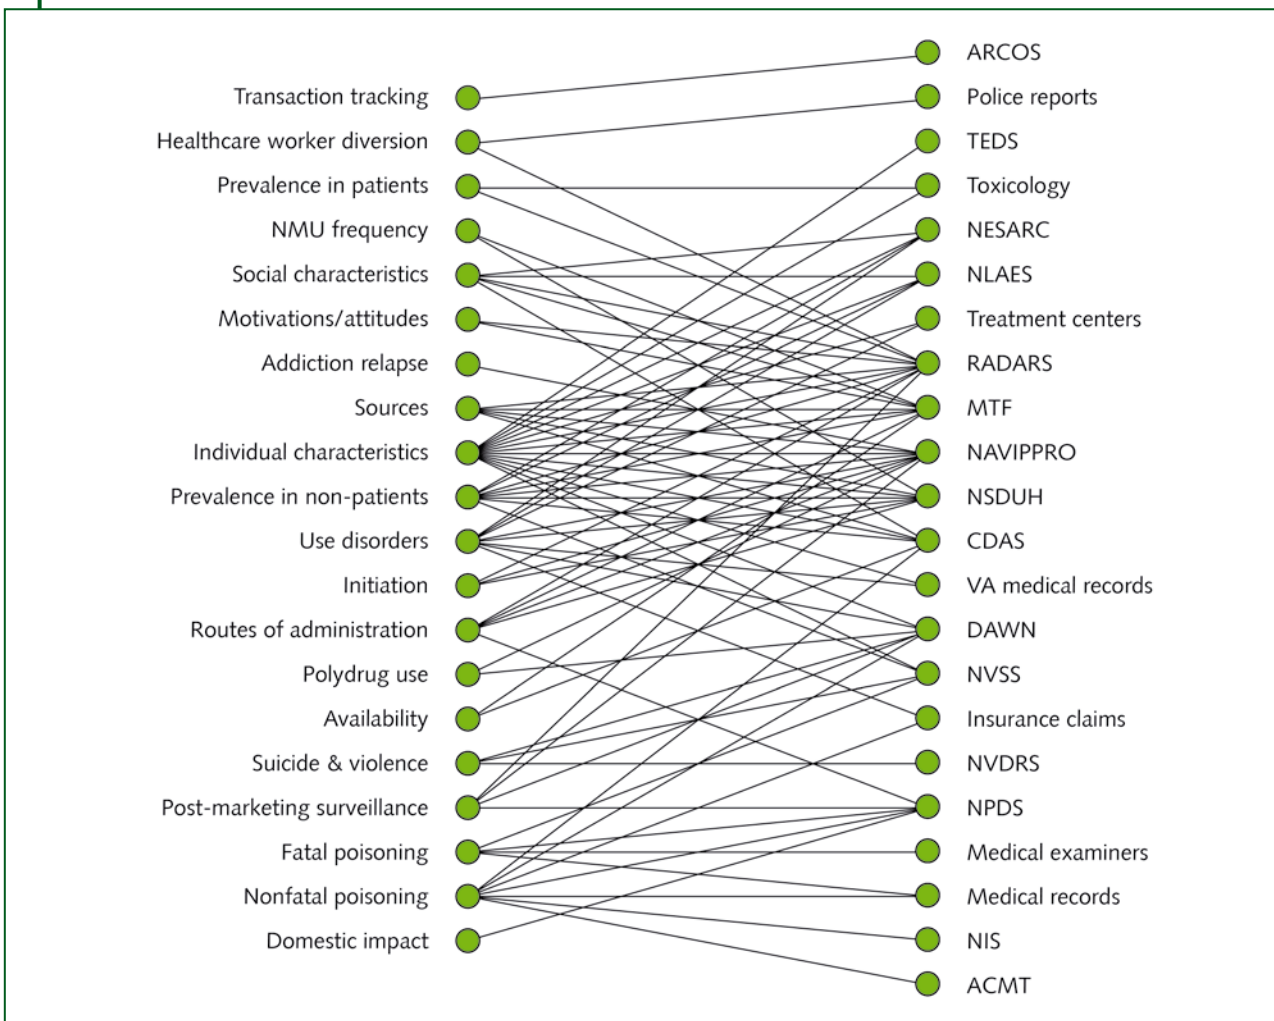 Transaction tracking
Healthcare worker diversion
Prevalence in patients
NMU frequency
Social characteristics
Motivations/attitudes
Addiction relapse
Sources
Individual characteristics
Prevalence in non-patients
Use disorders
Initiation
Routes of administration
Polydrug use
Availability
Suicide & violence
Post-marketing surveillance
Fatal poisoning
Nonfatal poisoning
Domestic impact
ARCOS
Police reports
TEDS
Toxicology
NESARC
NLAES
Treatment centers
RADARS
MTF
NAVIPPRO
NSDUH
CDAS
VA medical records
DAWN
NVSS
Insurance claims
NVDRS
NPDS
Medical examiners
Medical records
NIS
ACMT